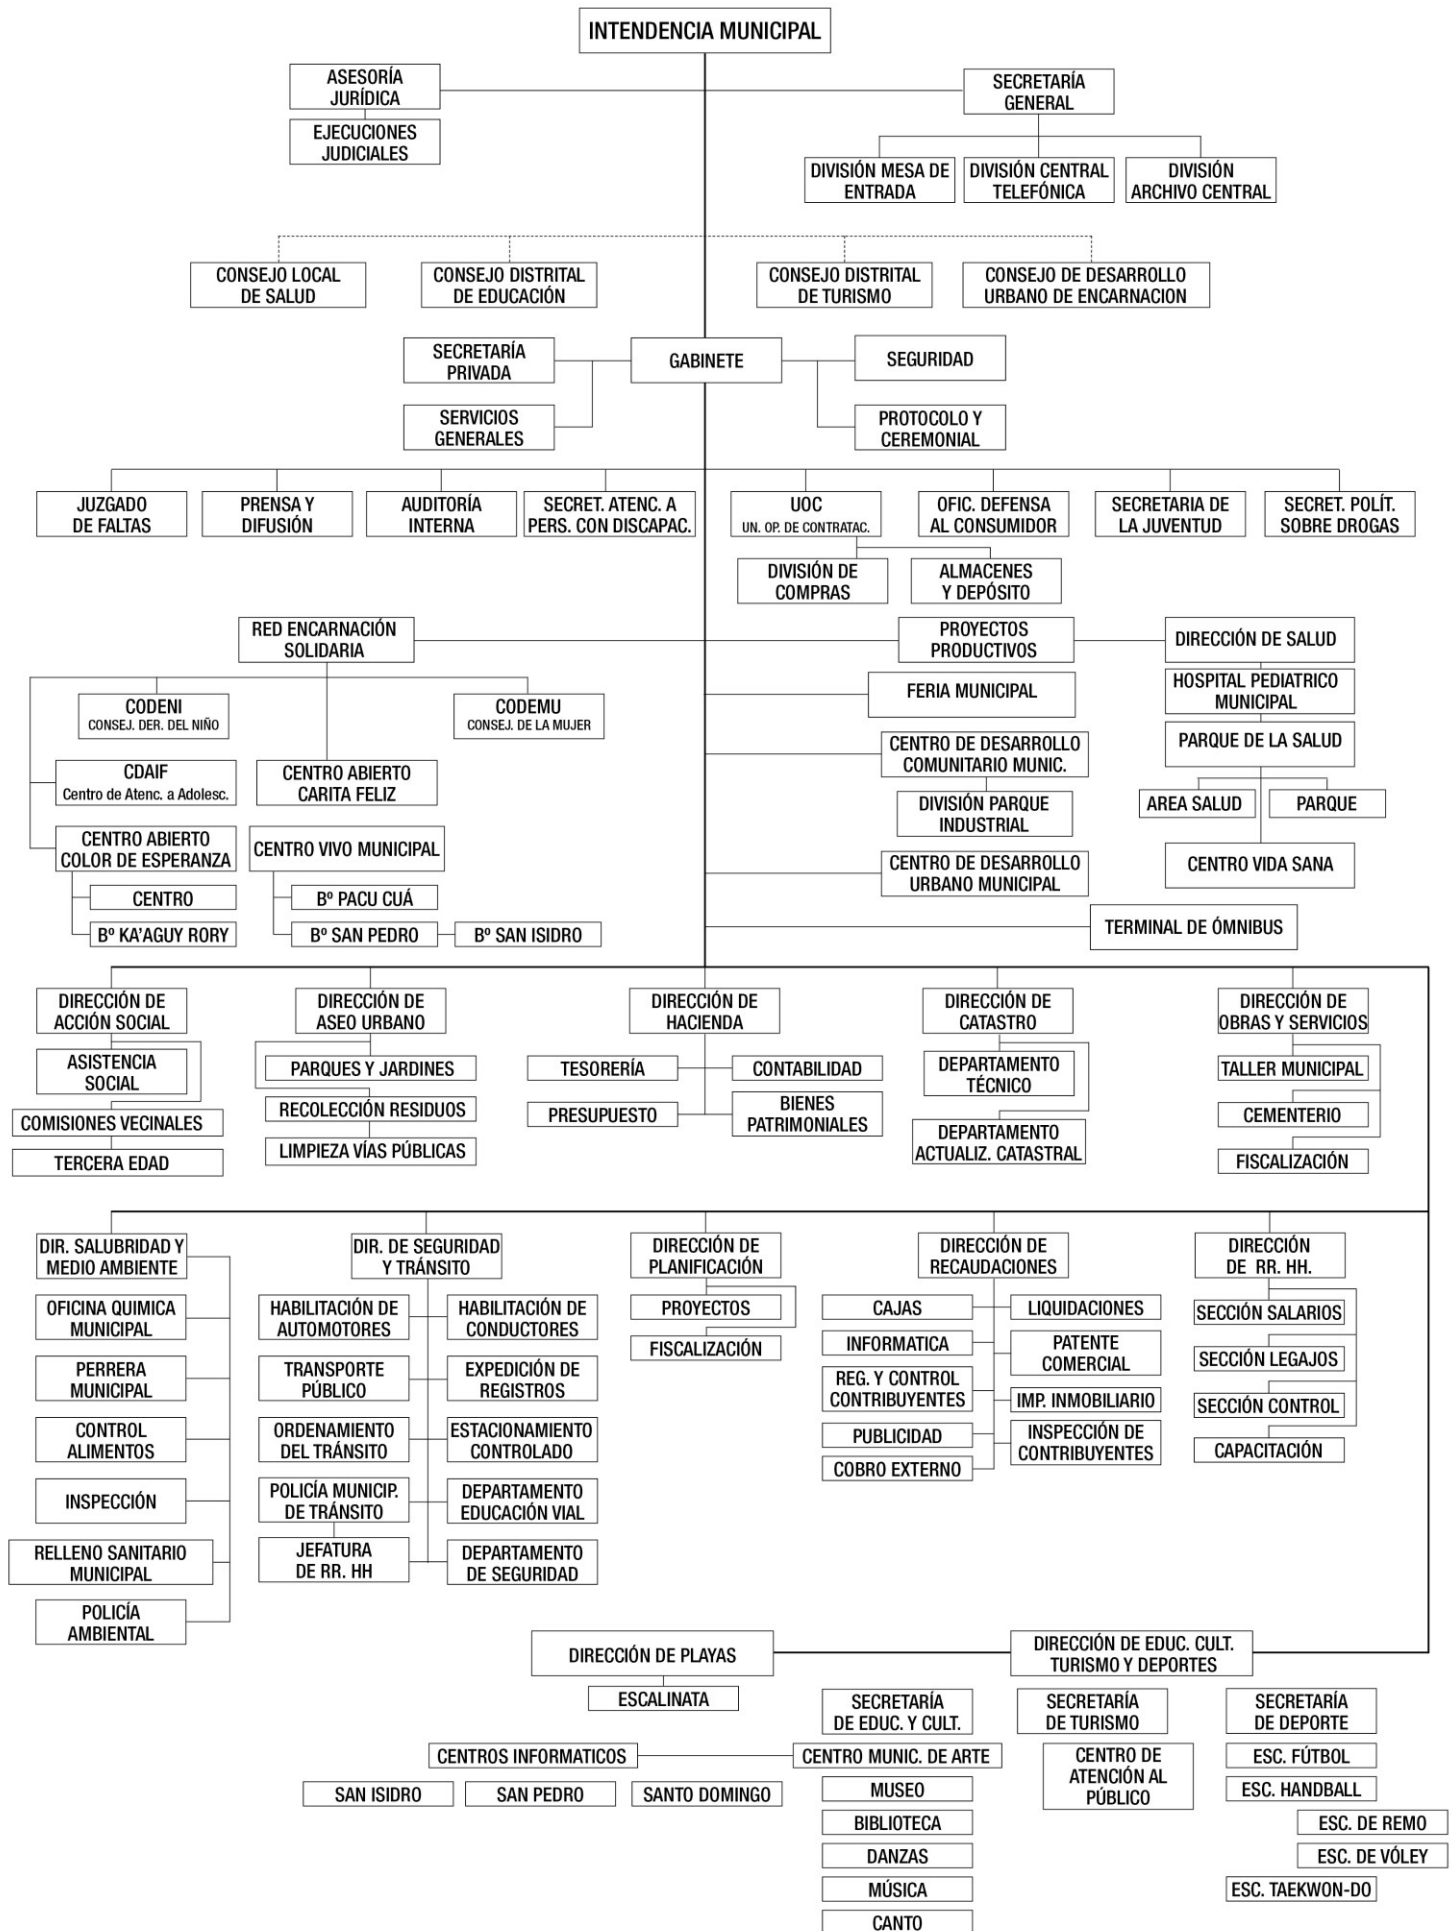 INTENDENCIA MUNICIPAL
ASESORÍA
JURÍDICA
SECRETARÍA
GENERAL
EJECUCIONES
JUDICIALES
DIVISIÓN MESA DE
ENTRADA
DIVISIÓN CENTRAL
TELEFÓNICA
DIVISIÓN
ARCHIVO CENTRAL
CONSEJO LOCAL
DE SALUD
CONSEJO DISTRITAL
DE EDUCACIÓN
CONSEJO DISTRITAL
DE TURISMO
CONSEJO DE DESARROLLO
URBANO DE ENCARNACION
SECRETARÍA
PRIVADA
GABINETE
SEGURIDAD
SERVICIOS
GENERALES
PROTOCOLO Y
CEREMONIAL
JUZGADO
DE FALTAS
PRENSA Y
DIFUSIÓN
AUDITORÍA
INTERNA
SECRET. ATENC. A
PERS. CON DISCAPAC.
UOC
UN. OP. DE CONTRATAC.
OFIC. DEFENSA
AL CONSUMIDOR
SECRETARIA DE
LA JUVENTUD
SECRET. POLÍT.
SOBRE DROGAS
DIVISIÓN DE
COMPRAS
ALMACENES
Y DEPÓSITO
RED ENCARNACIÓN
SOLIDARIA
PROYECTOS
PRODUCTIVOS
DIRECCIÓN DE SALUD
CODENI
CONSEJ. DER. DEL NIÑO
CODEMU
CONSEJ. DE LA MUJER
FERIA MUNICIPAL
HOSPITAL PEDIATRICO
MUNICIPAL
CDAIF
Centro de Atenc. a Adolesc.
CENTRO ABIERTO
CARITA FELIZ
CENTRO DE DESARROLLO
COMUNITARIO MUNIC.
PARQUE DE LA SALUD
DIVISIÓN PARQUE
INDUSTRIAL
AREA SALUD
PARQUE
CENTRO ABIERTO
COLOR DE ESPERANZA
CENTRO VIVO MUNICIPAL
CENTRO DE DESARROLLO
URBANO MUNICIPAL
CENTRO VIDA SANA
CENTRO
Bº PACU CUÁ
Bº KA'AGUY RORY
Bº SAN PEDRO
Bº SAN ISIDRO
TERMINAL DE ÓMNIBUS
DIRECCIÓN DE
ACCIÓN SOCIAL
DIRECCIÓN DE
ASEO URBANO
DIRECCIÓN DE
HACIENDA
DIRECCIÓN DE
CATASTRO
DIRECCIÓN DE
OBRAS Y SERVICIOS
ASISTENCIA
SOCIAL
PARQUES Y JARDINES
TESORERÍA
CONTABILIDAD
DEPARTAMENTO
TÉCNICO
TALLER MUNICIPAL
COMISIONES VECINALES
RECOLECCIÓN RESIDUOS
PRESUPUESTO
BIENES
PATRIMONIALES
CEMENTERIO
TERCERA EDAD
LIMPIEZA VÍAS PÚBLICAS
DEPARTAMENTO
ACTUALIZ. CATASTRAL
FISCALIZACIÓN
DIR. SALUBRIDAD Y
MEDIO AMBIENTE
DIR. DE SEGURIDAD
Y TRÁNSITO
DIRECCIÓN DE
PLANIFICACIÓN
DIRECCIÓN DE
RECAUDACIONES
DIRECCIÓN
DE RR. HH.
OFICINA QUIMICA
MUNICIPAL
HABILITACIÓN DE
AUTOMOTORES
HABILITACIÓN DE
CONDUCTORES
PROYECTOS
CAJAS
LIQUIDACIONES
SECCIÓN SALARIOS
FISCALIZACIÓN
INFORMATICA
PATENTE
COMERCIAL
SECCIÓN LEGAJOS
PERRERA
MUNICIPAL
TRANSPORTE
PÚBLICO
EXPEDICIÓN DE
REGISTROS
REG. Y CONTROL
CONTRIBUYENTES
IMP. INMOBILIARIO
SECCIÓN CONTROL
CONTROL
ALIMENTOS
ORDENAMIENTO
DEL TRÁNSITO
ESTACIONAMIENTO
CONTROLADO
PUBLICIDAD
INSPECCIÓN DE
CONTRIBUYENTES
CAPACITACIÓN
COBRO EXTERNO
INSPECCIÓN
POLICÍA MUNICIP.
DE TRÁNSITO
DEPARTAMENTO
EDUCACIÓN VIAL
RELLENO SANITARIO
MUNICIPAL
JEFATURA
DE RR. HH
DEPARTAMENTO
DE SEGURIDAD
POLICÍA
AMBIENTAL
DIRECCIÓN DE PLAYAS
DIRECCIÓN DE EDUC. CULT.
TURISMO Y DEPORTES
ESCALINATA
SECRETARÍA
DE EDUC. Y CULT.
SECRETARÍA
DE TURISMO
SECRETARÍA
DE DEPORTE
CENTROS INFORMATICOS
CENTRO MUNIC. DE ARTE
CENTRO DE
ATENCIÓN AL
PÚBLICO
ESC. FÚTBOL
SAN ISIDRO
SAN PEDRO
SANTO DOMINGO
MUSEO
ESC. HANDBALL
BIBLIOTECA
ESC. DE REMO
DANZAS
ESC. DE VÓLEY
MÚSICA
ESC. TAEKWON-DO
CANTO